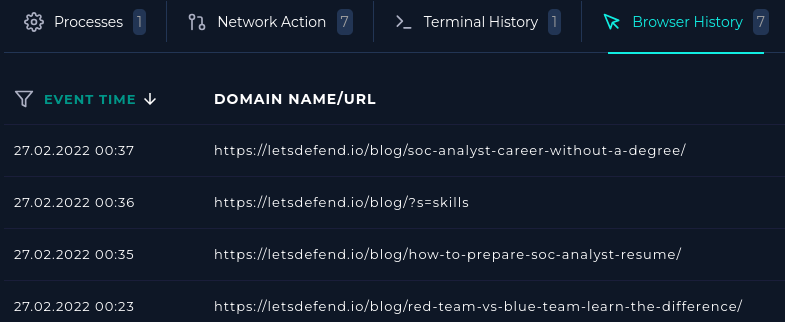 Processes 1 Network Action 7 Terminal History 1 Browser History 7
EVENT TIME DOMAIN NAME/URL
27.02.2022 00:37 https://letsdefend.io/blog/soc-analyst-career-without-a-degree/
27.02.2022 00:36 https://letsdefend.io/blog/?s=skills
27.02.2022 00:35 https://letsdefend.io/blog/how-to-prepare-soc-analyst-resume/
27.02.2022 00:23 https://letsdefend.io/blog/red-team-vs-blue-team-learn-the-difference/